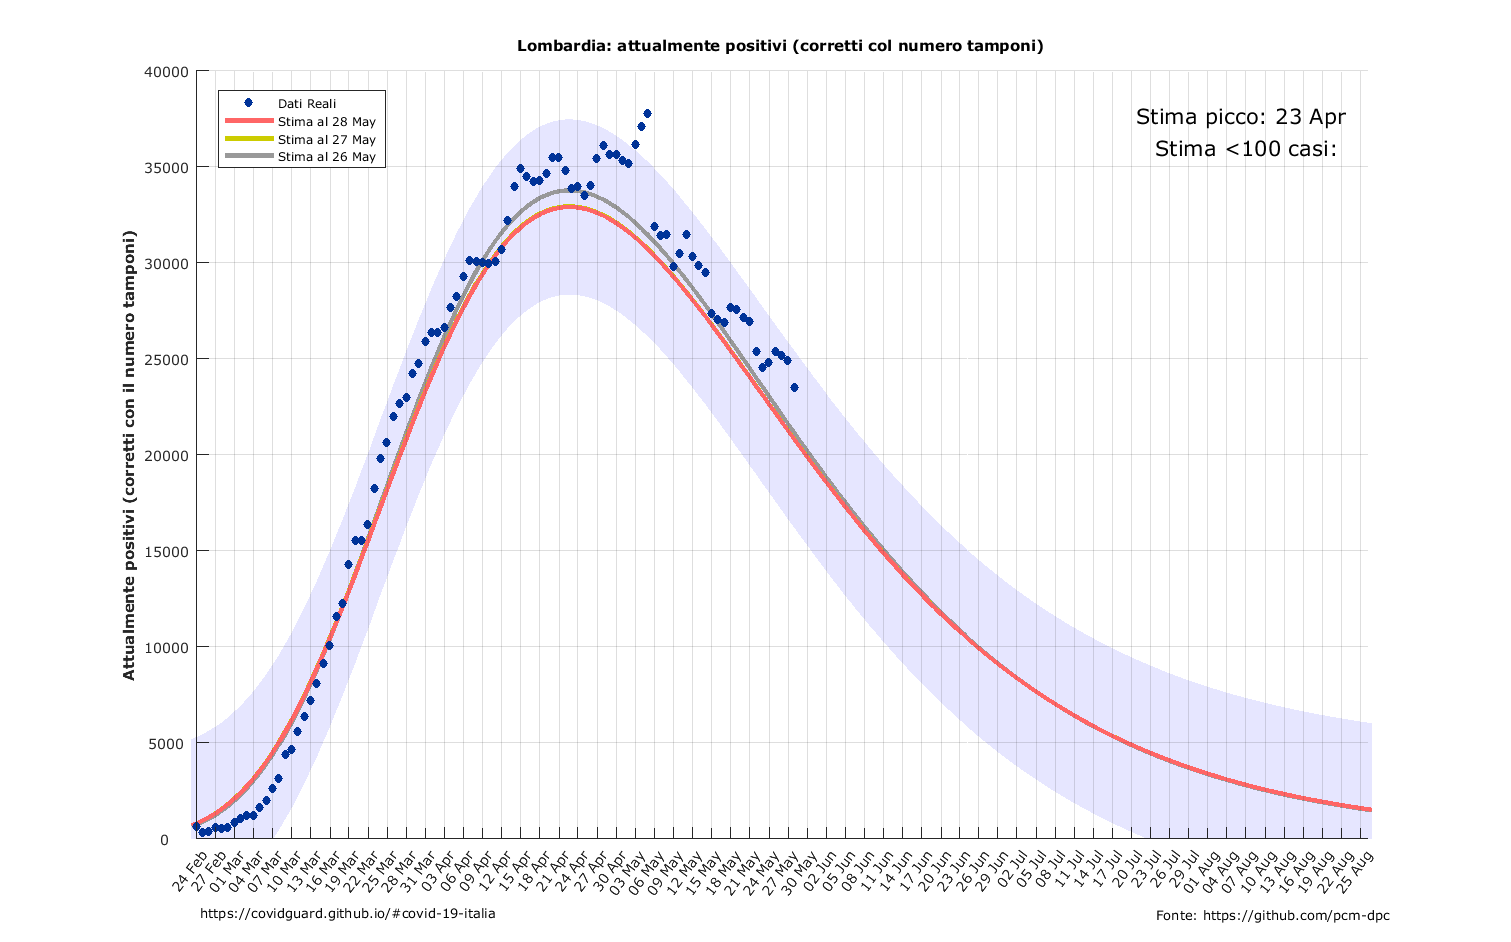 Lombardia: attualmente positivi (corretti col numero tamponi)
Attualmente positivi (corretti con il numero tamponi)
40000
35000
30000
25000
20000
15000
10000
5000
0
Dati Reali
Stima al 28 May
Stima al 27 May
Stima al 26 May
Stima picco: 23 Apr
Stima <100 casi:
24 Feb
27 Feb
01 Mar
04 Mar
07 Mar
10 Mar
13 Mar
16 Mar
19 Mar
22 Mar
25 Mar
28 Mar
31 Mar
03 Apr
06 Apr
09 Apr
12 Apr
15 Apr
18 Apr
21 Apr
24 Apr
27 Apr
30 Apr
03 May
06 May
09 May
12 May
15 May
18 May
21 May
24 May
27 May
30 May
02 Jun
05 Jun
08 Jun
11 Jun
14 Jun
17 Jun
20 Jun
23 Jun
26 Jun
29 Jun
02 Jul
05 Jul
08 Jul
11 Jul
14 Jul
17 Jul
20 Jul
23 Jul
26 Jul
29 Jul
01 Aug
04 Aug
07 Aug
10 Aug
13 Aug
16 Aug
19 Aug
22 Aug
25 Aug
https://covidguard.github.io/#covid-19-italia
Fonte: https://github.com/pcm-dpc